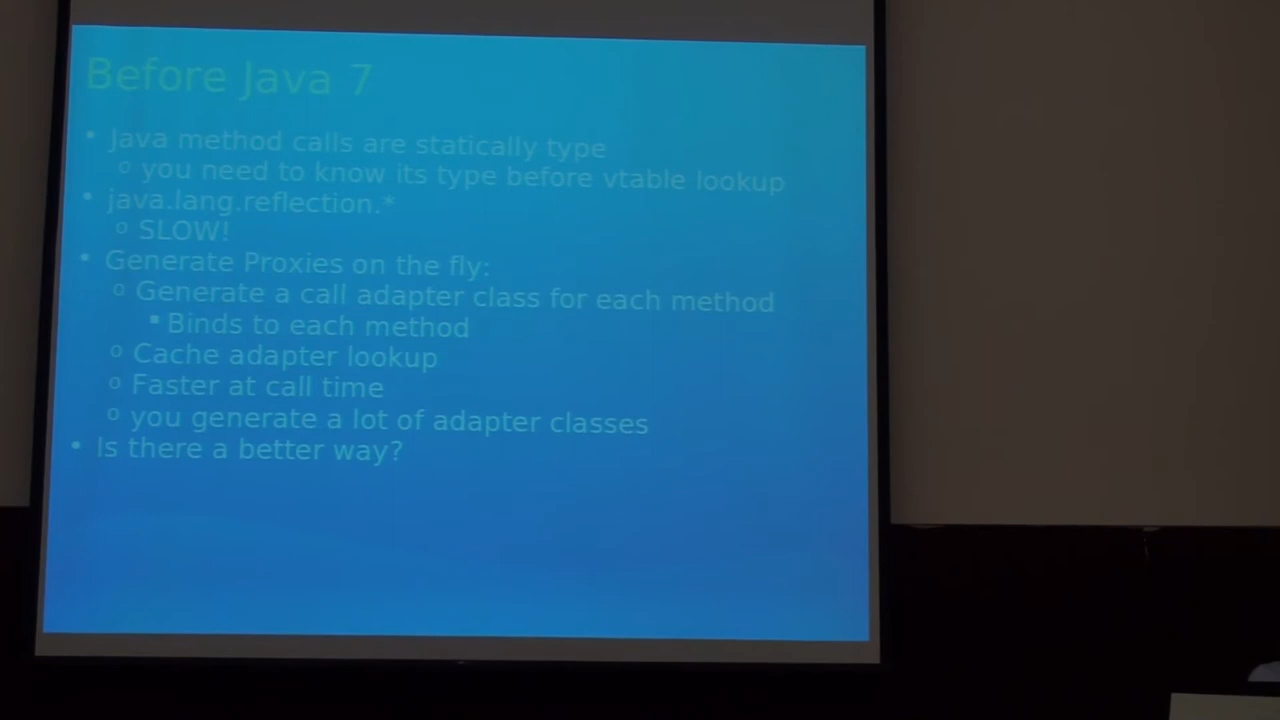 Before Java 7
• Java method calls are statically type
o you need to know its type before vtable lookup
• java.lang.reflection.*
o SLOW!
• Generate Proxies on the fly:
o Generate a call adapter class for each method
▪ Binds to each method
o Cache adapter lookup
o Faster at call time
o you generate a lot of adapter classes
• Is there a better way?